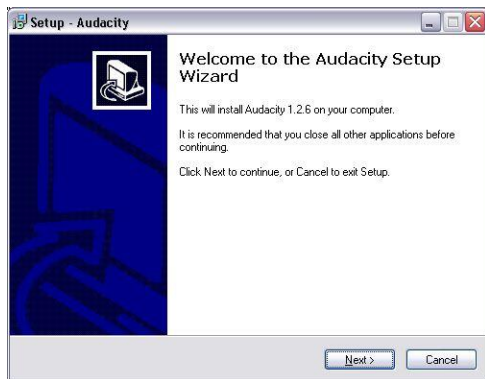 Setup - Audacity
Welcome to the Audacity Setup
Wizard
This will install Audacity 1.2.6 on your computer.
It is recommended that you close all other applications before
continuing.
Click Next to continue, or Cancel to exit Setup.
Next >
Cancel